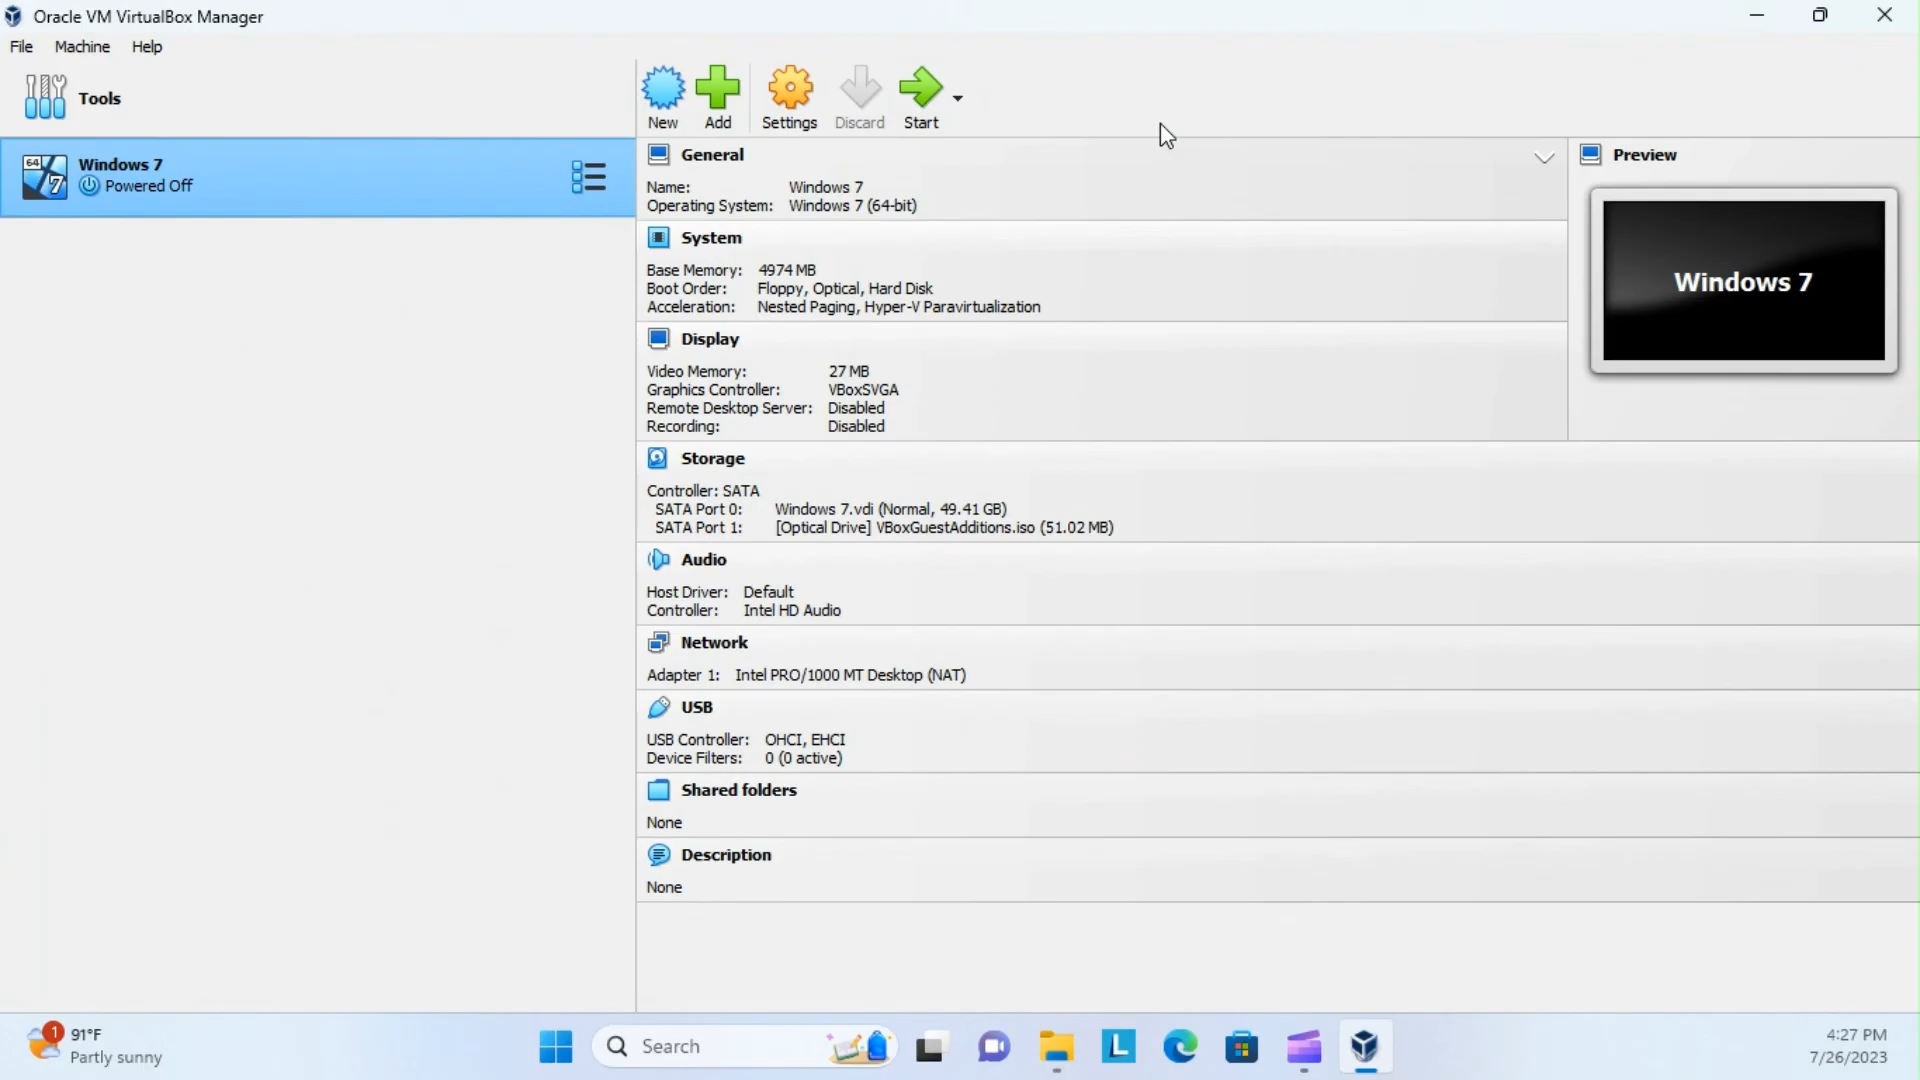 Oracle VM VirtualBox Manager
File Machine Help
Tools
New Add Settings Discard Start
64
7
Windows 7
Powered Off
General
Name: Windows 7
Operating System: Windows 7 (64-bit)
Preview
Windows 7
System
Base Memory: 4974 MB
Boot Order: Floppy, Optical, Hard Disk
Acceleration: Nested Paging, Hyper-V Paravirtualization
Display
Video Memory: 27 MB
Graphics Controller: VBoxSVGA
Remote Desktop Server: Disabled
Recording: Disabled
Storage
Controller: SATA
SATA Port 0: Windows 7.vdi (Normal, 49.41 GB)
SATA Port 1: [Optical Drive] VBoxGuestAdditions.iso (51.02 MB)
Audio
Host Driver: Default
Controller: Intel HD Audio
Network
Adapter 1: Intel PRO/1000 MT Desktop (NAT)
USB
USB Controller: OHCI, EHCI
Device Filters: 0 (0 active)
Shared folders
None
Description
None
1
91°F
Partly sunny
Search
L
4:27 PM
7/26/2023